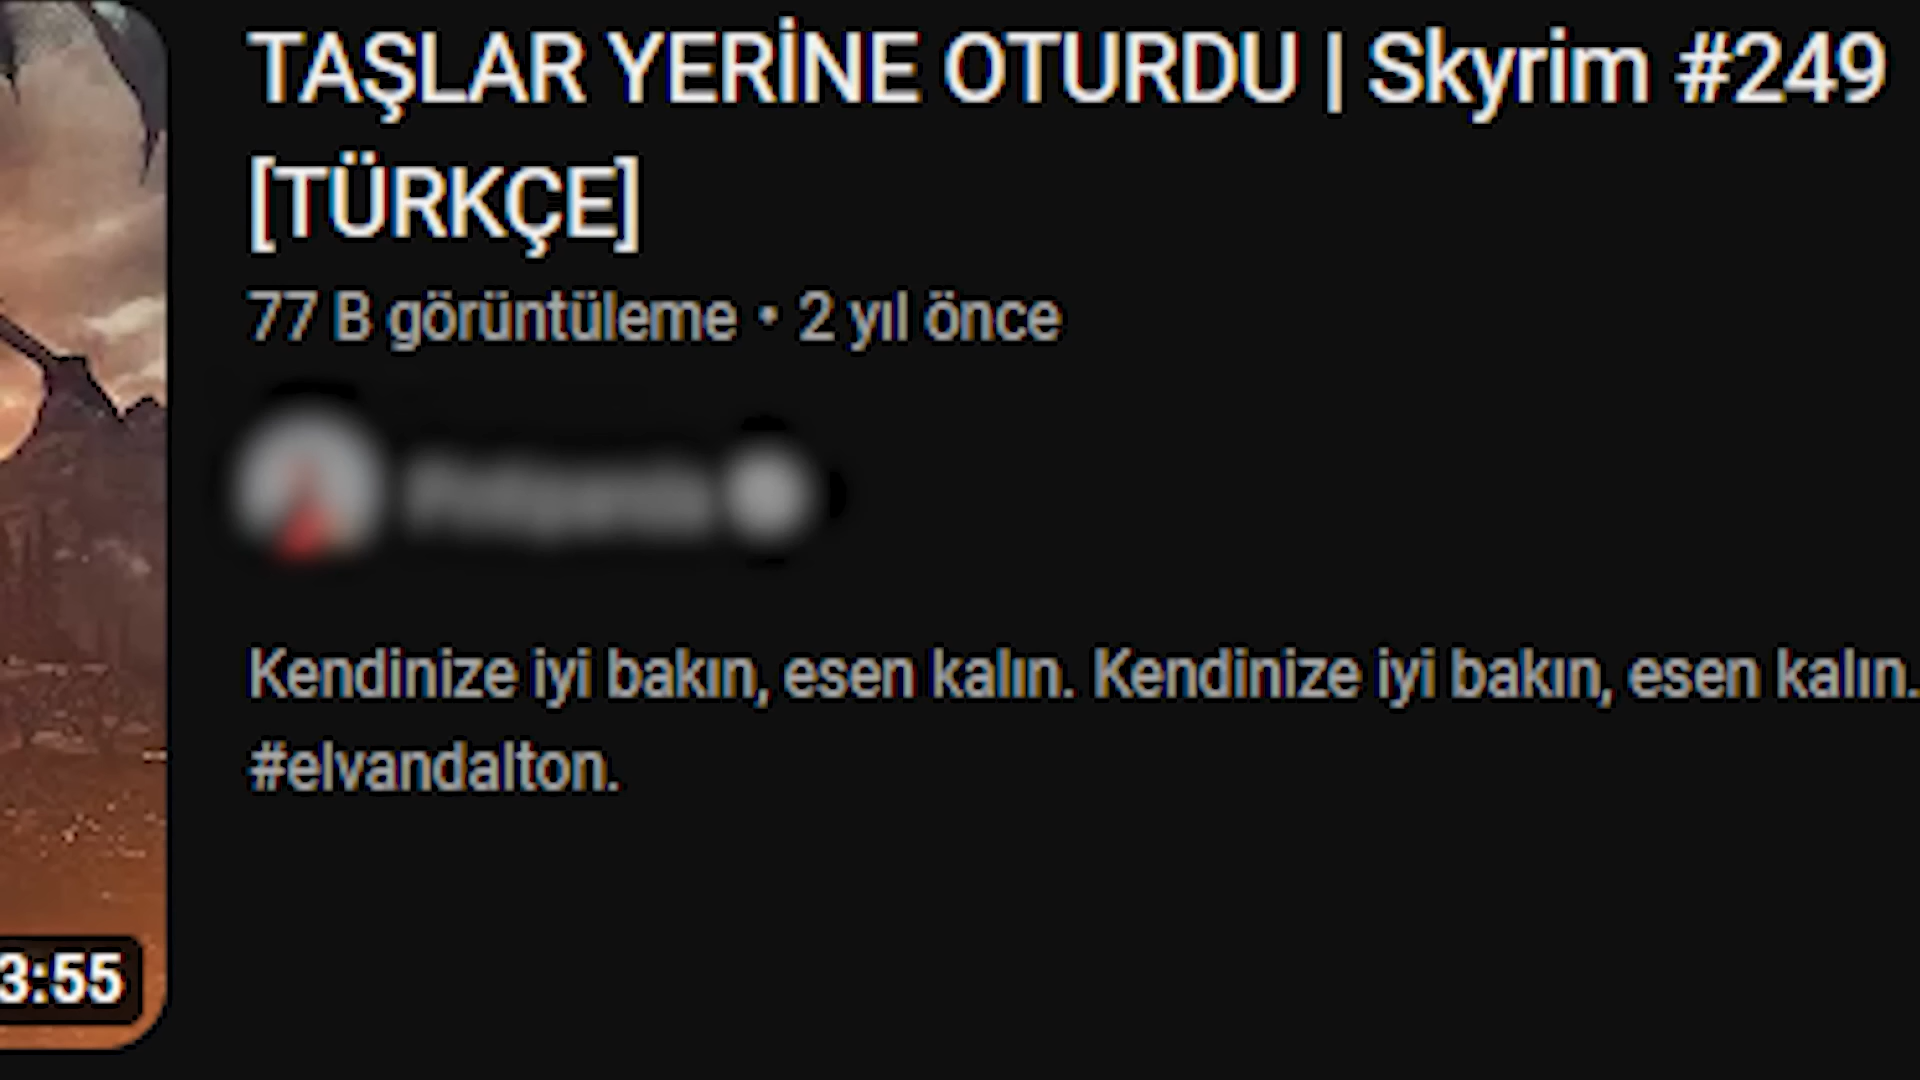 TAŞLAR YERİNE OTURDU | Skyrim #249
[TÜRKÇE]
77 B görüntüleme • 2 yıl önce
Kendinize iyi bakın, esen kalın. Kendinize iyi bakın, esen kalın.
#elvandalton.
3:55